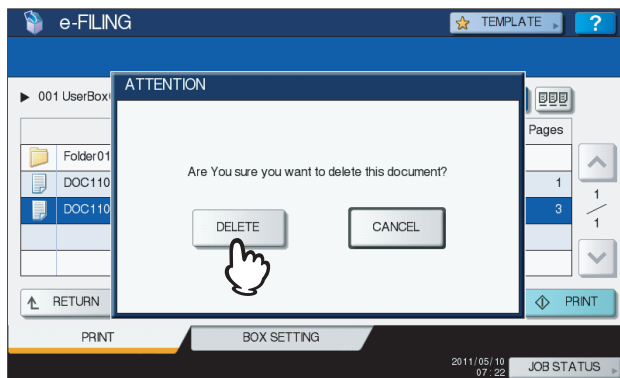 e-FILING
TEMPLATE
?
001 UserBox
ATTENTION
Pages
Folder01
Are You sure you want to delete this document?
DOC110
1
DOC110
3
1
1
DELETE
CANCEL
RETURN
PRINT
PRINT
BOX SETTING
2011/05/10
07:22
JOB STATUS